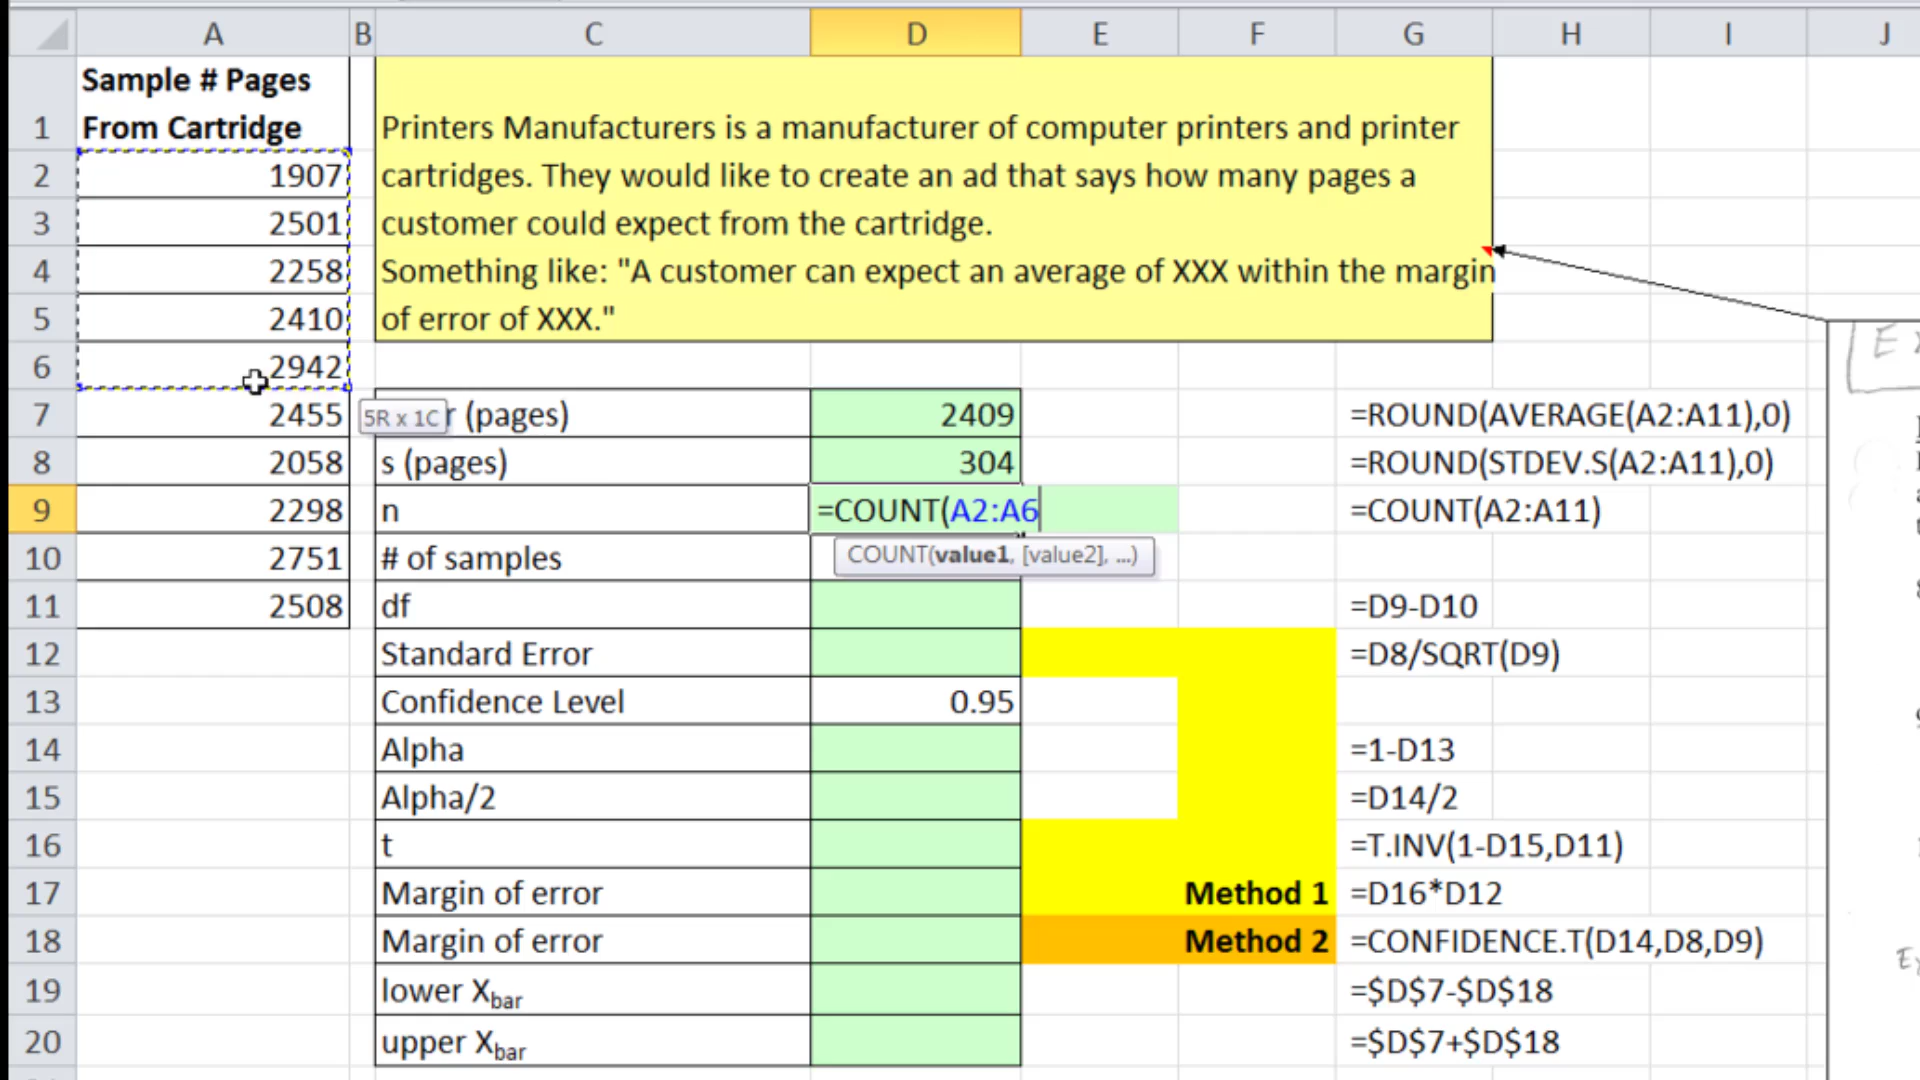 A B C D E F G H I J
Sample # Pages
1 From Cartridge Printers Manufacturers is a manufacturer of computer printers and printer
2 1907 cartridges. They would like to create an ad that says how many pages a
3 2501 customer could expect from the cartridge.
4 2258 Something like: "A customer can expect an average of XXX within the margin
5 2410 of error of XXX."
6 2942
7 2455 5R x 1C r (pages) 2409 =ROUND(AVERAGE(A2:A11),0)
8 2058 s (pages) 304 =ROUND(STDEV.S(A2:A11),0)
9 2298 n =COUNT(A2:A6 =COUNT(A2:A11)
10 2751 # of samples COUNT(value1, [value2], ...)
11 2508 df =D9-D10
12 Standard Error =D8/SQRT(D9)
13 Confidence Level 0.95
14 Alpha =1-D13
15 Alpha/2 =D14/2
16 t =T.INV(1-D15,D11)
17 Margin of error Method 1 =D16*D12
18 Margin of error Method 2 =CONFIDENCE.T(D14,D8,D9)
19 lower Xbar =$D$7-$D$18
20 upper Xbar =$D$7+$D$18